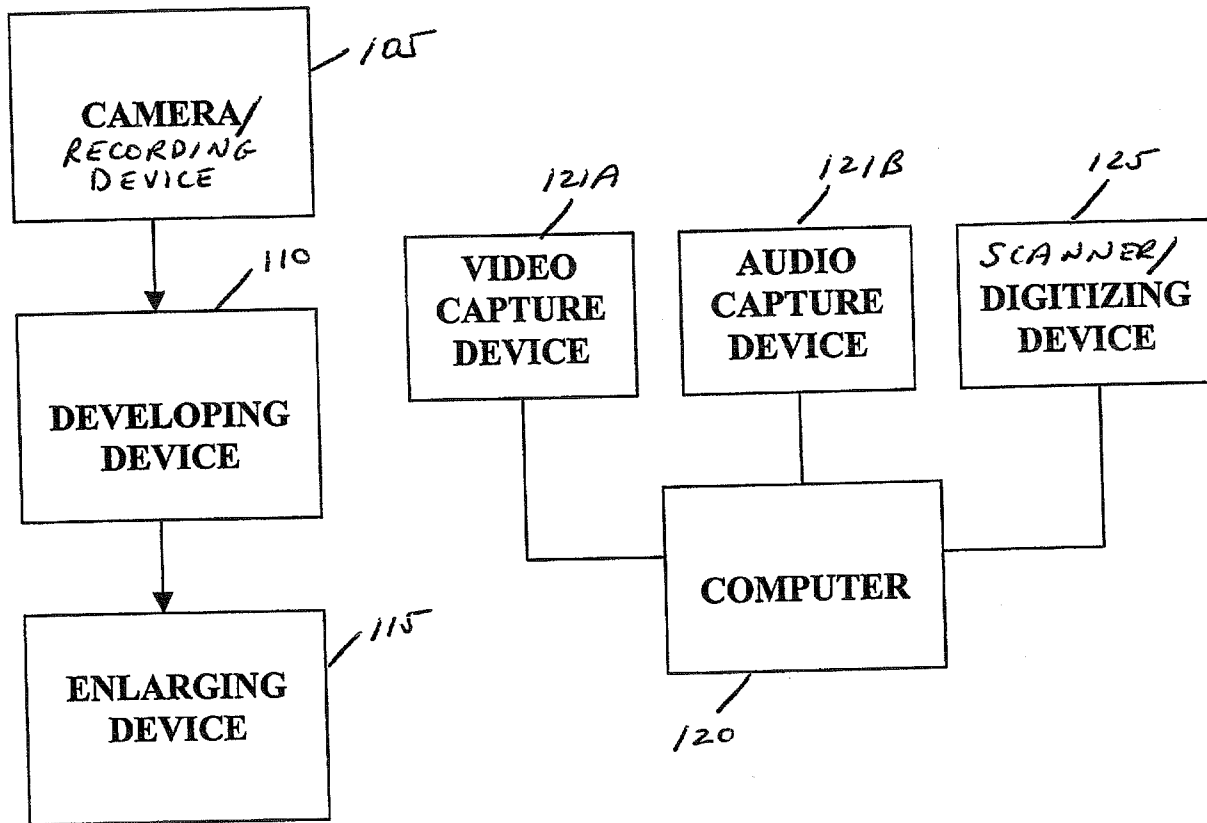 105
CAMERA/
RECORDING
DEVICE
110
DEVELOPING
DEVICE
115
ENLARGING
DEVICE
121A
VIDEO
CAPTURE
DEVICE
121B
AUDIO
CAPTURE
DEVICE
125
SCANNER/
DIGITIZING
DEVICE
COMPUTER
120